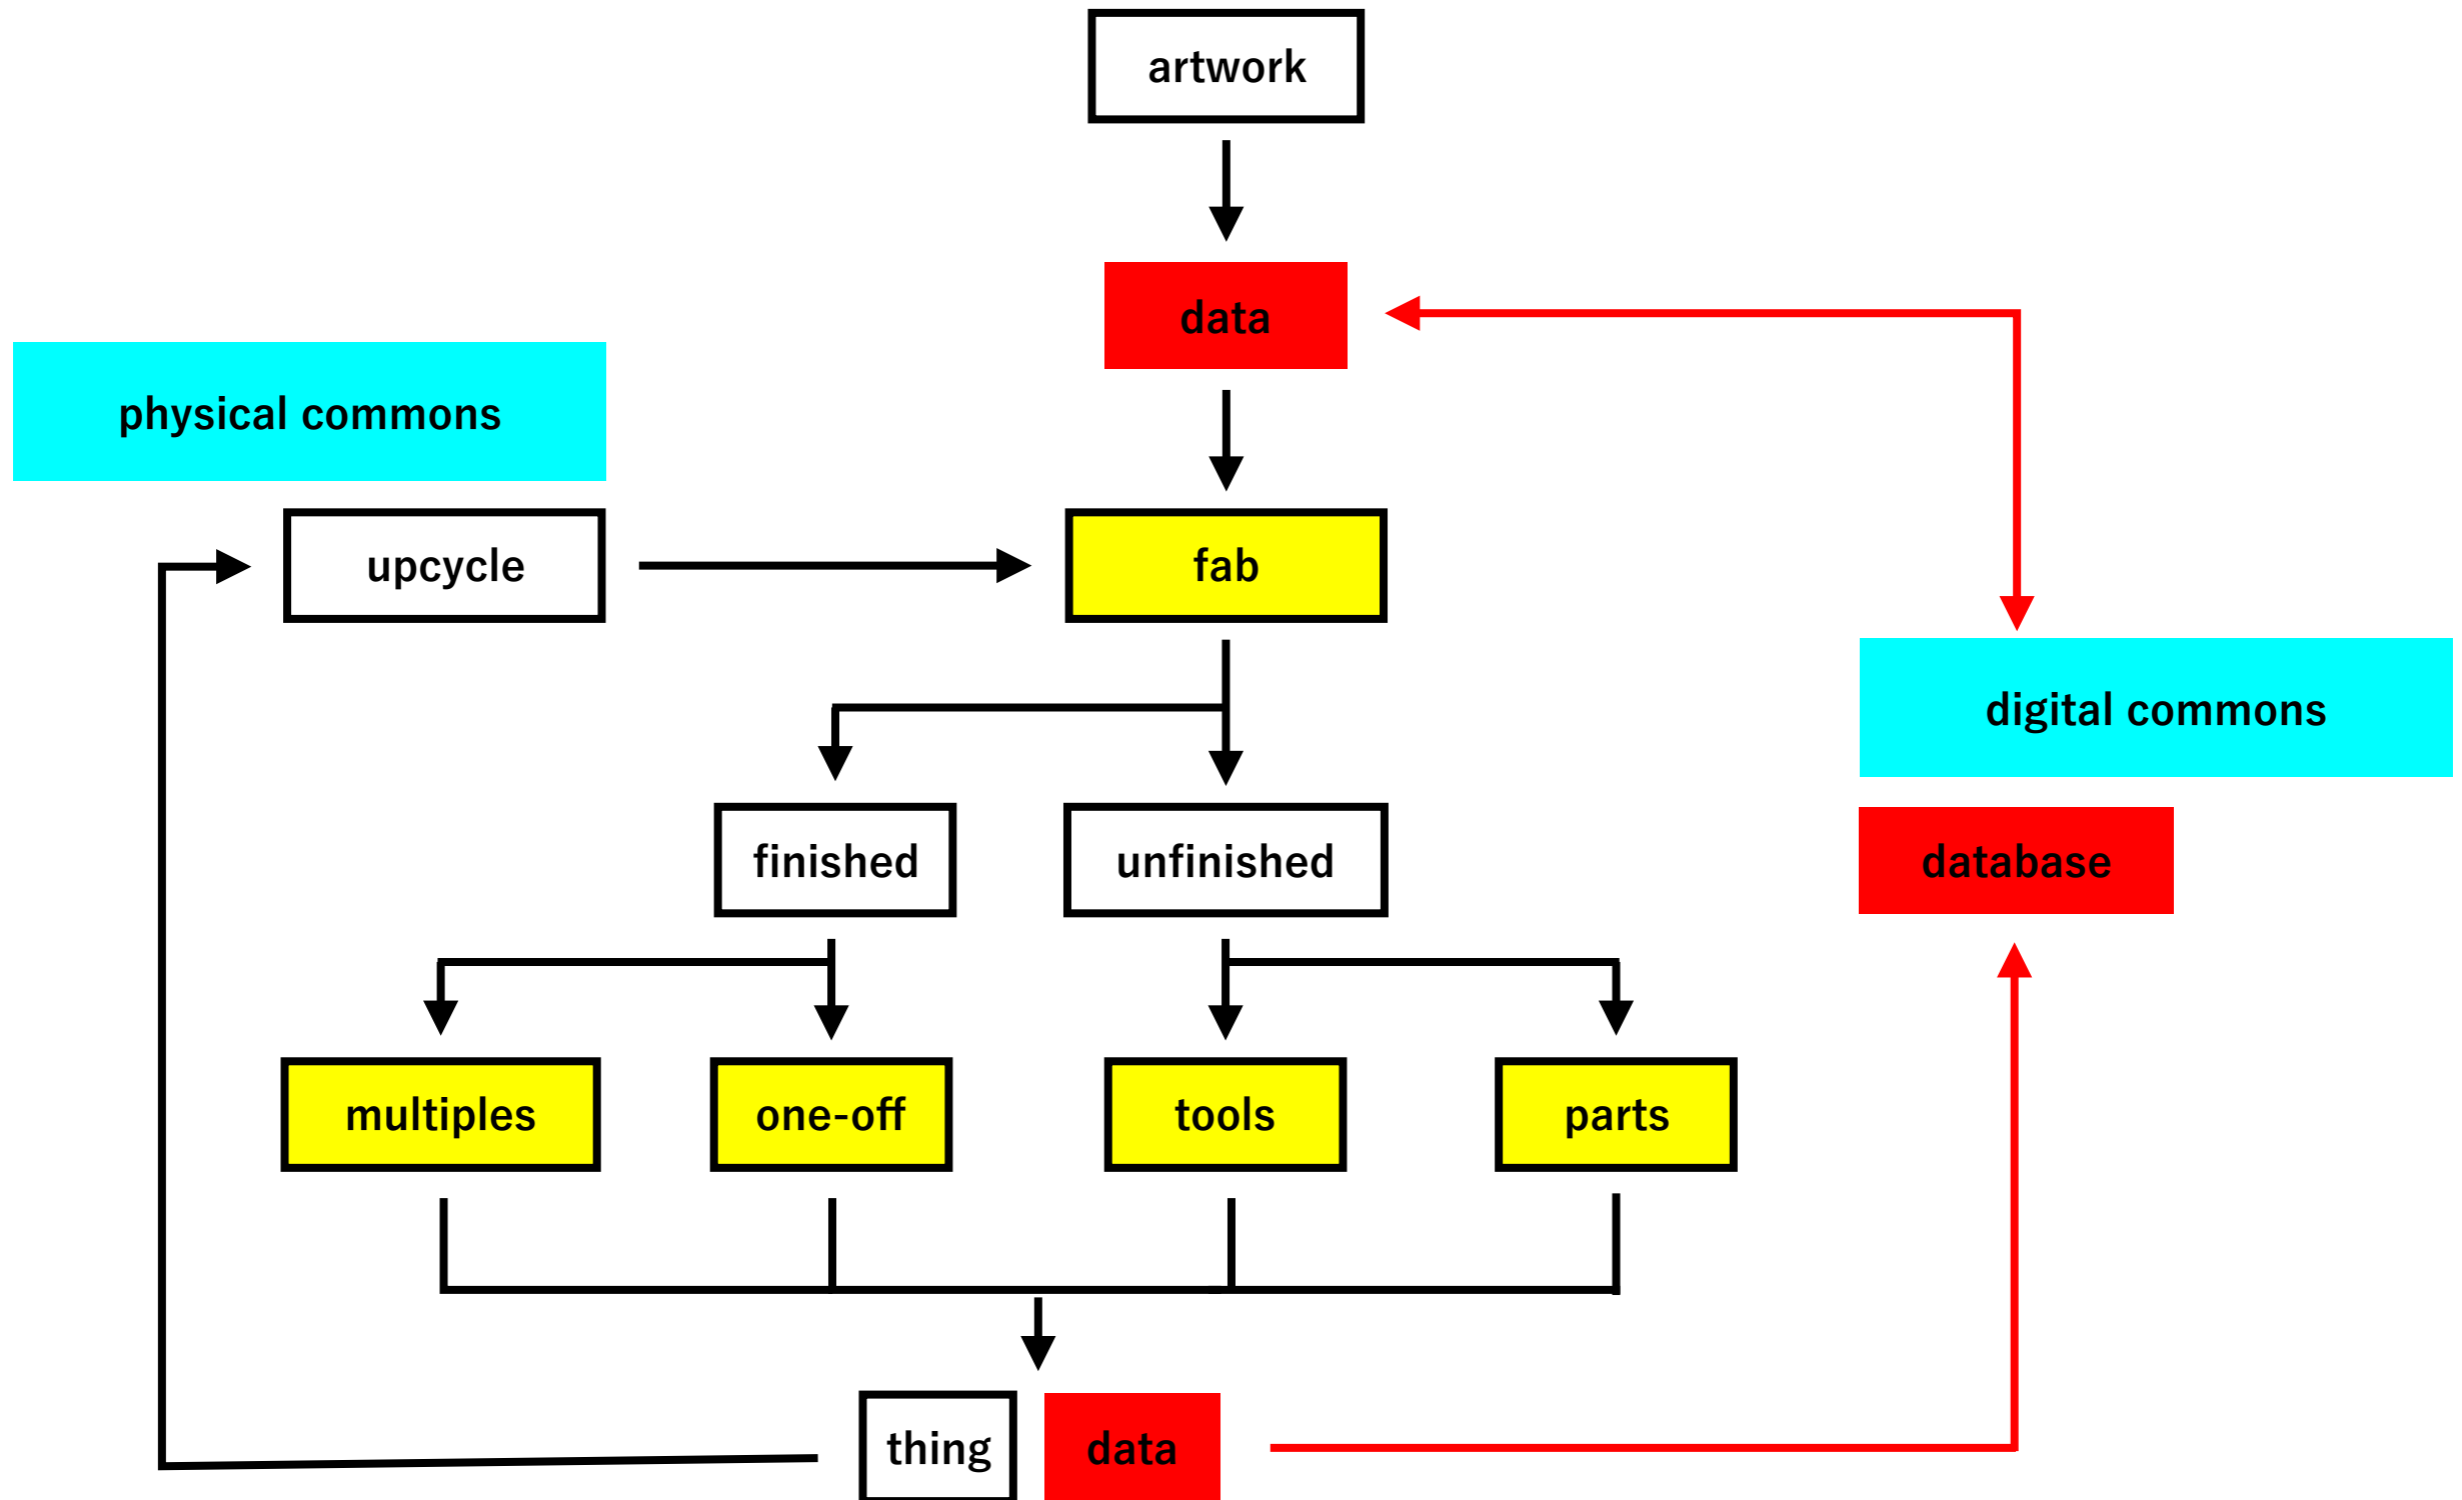 artwork
data
physical commons
upcycle
fab
digital commons
finished
unfinished
database
multiples
one-off
tools
parts
thing
data